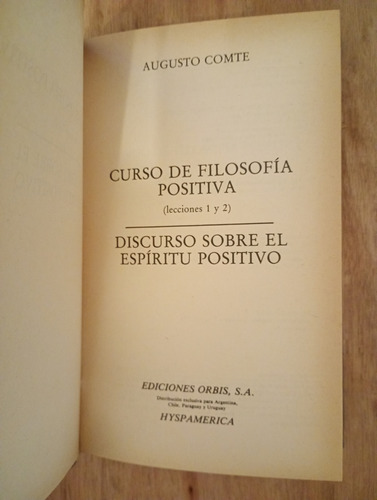 AUGUSTO COMTE
CURSO DE FILOSOFÍA
POSITIVA
(lecciones 1 y 2)
DISCURSO SOBRE EL
ESPÍRITU POSITIVO
EDICIONES ORBIS, S.A.
Distribución exclusiva para Argentina,
Chile, Paraguay y Uruguay
HYSPAMERICA